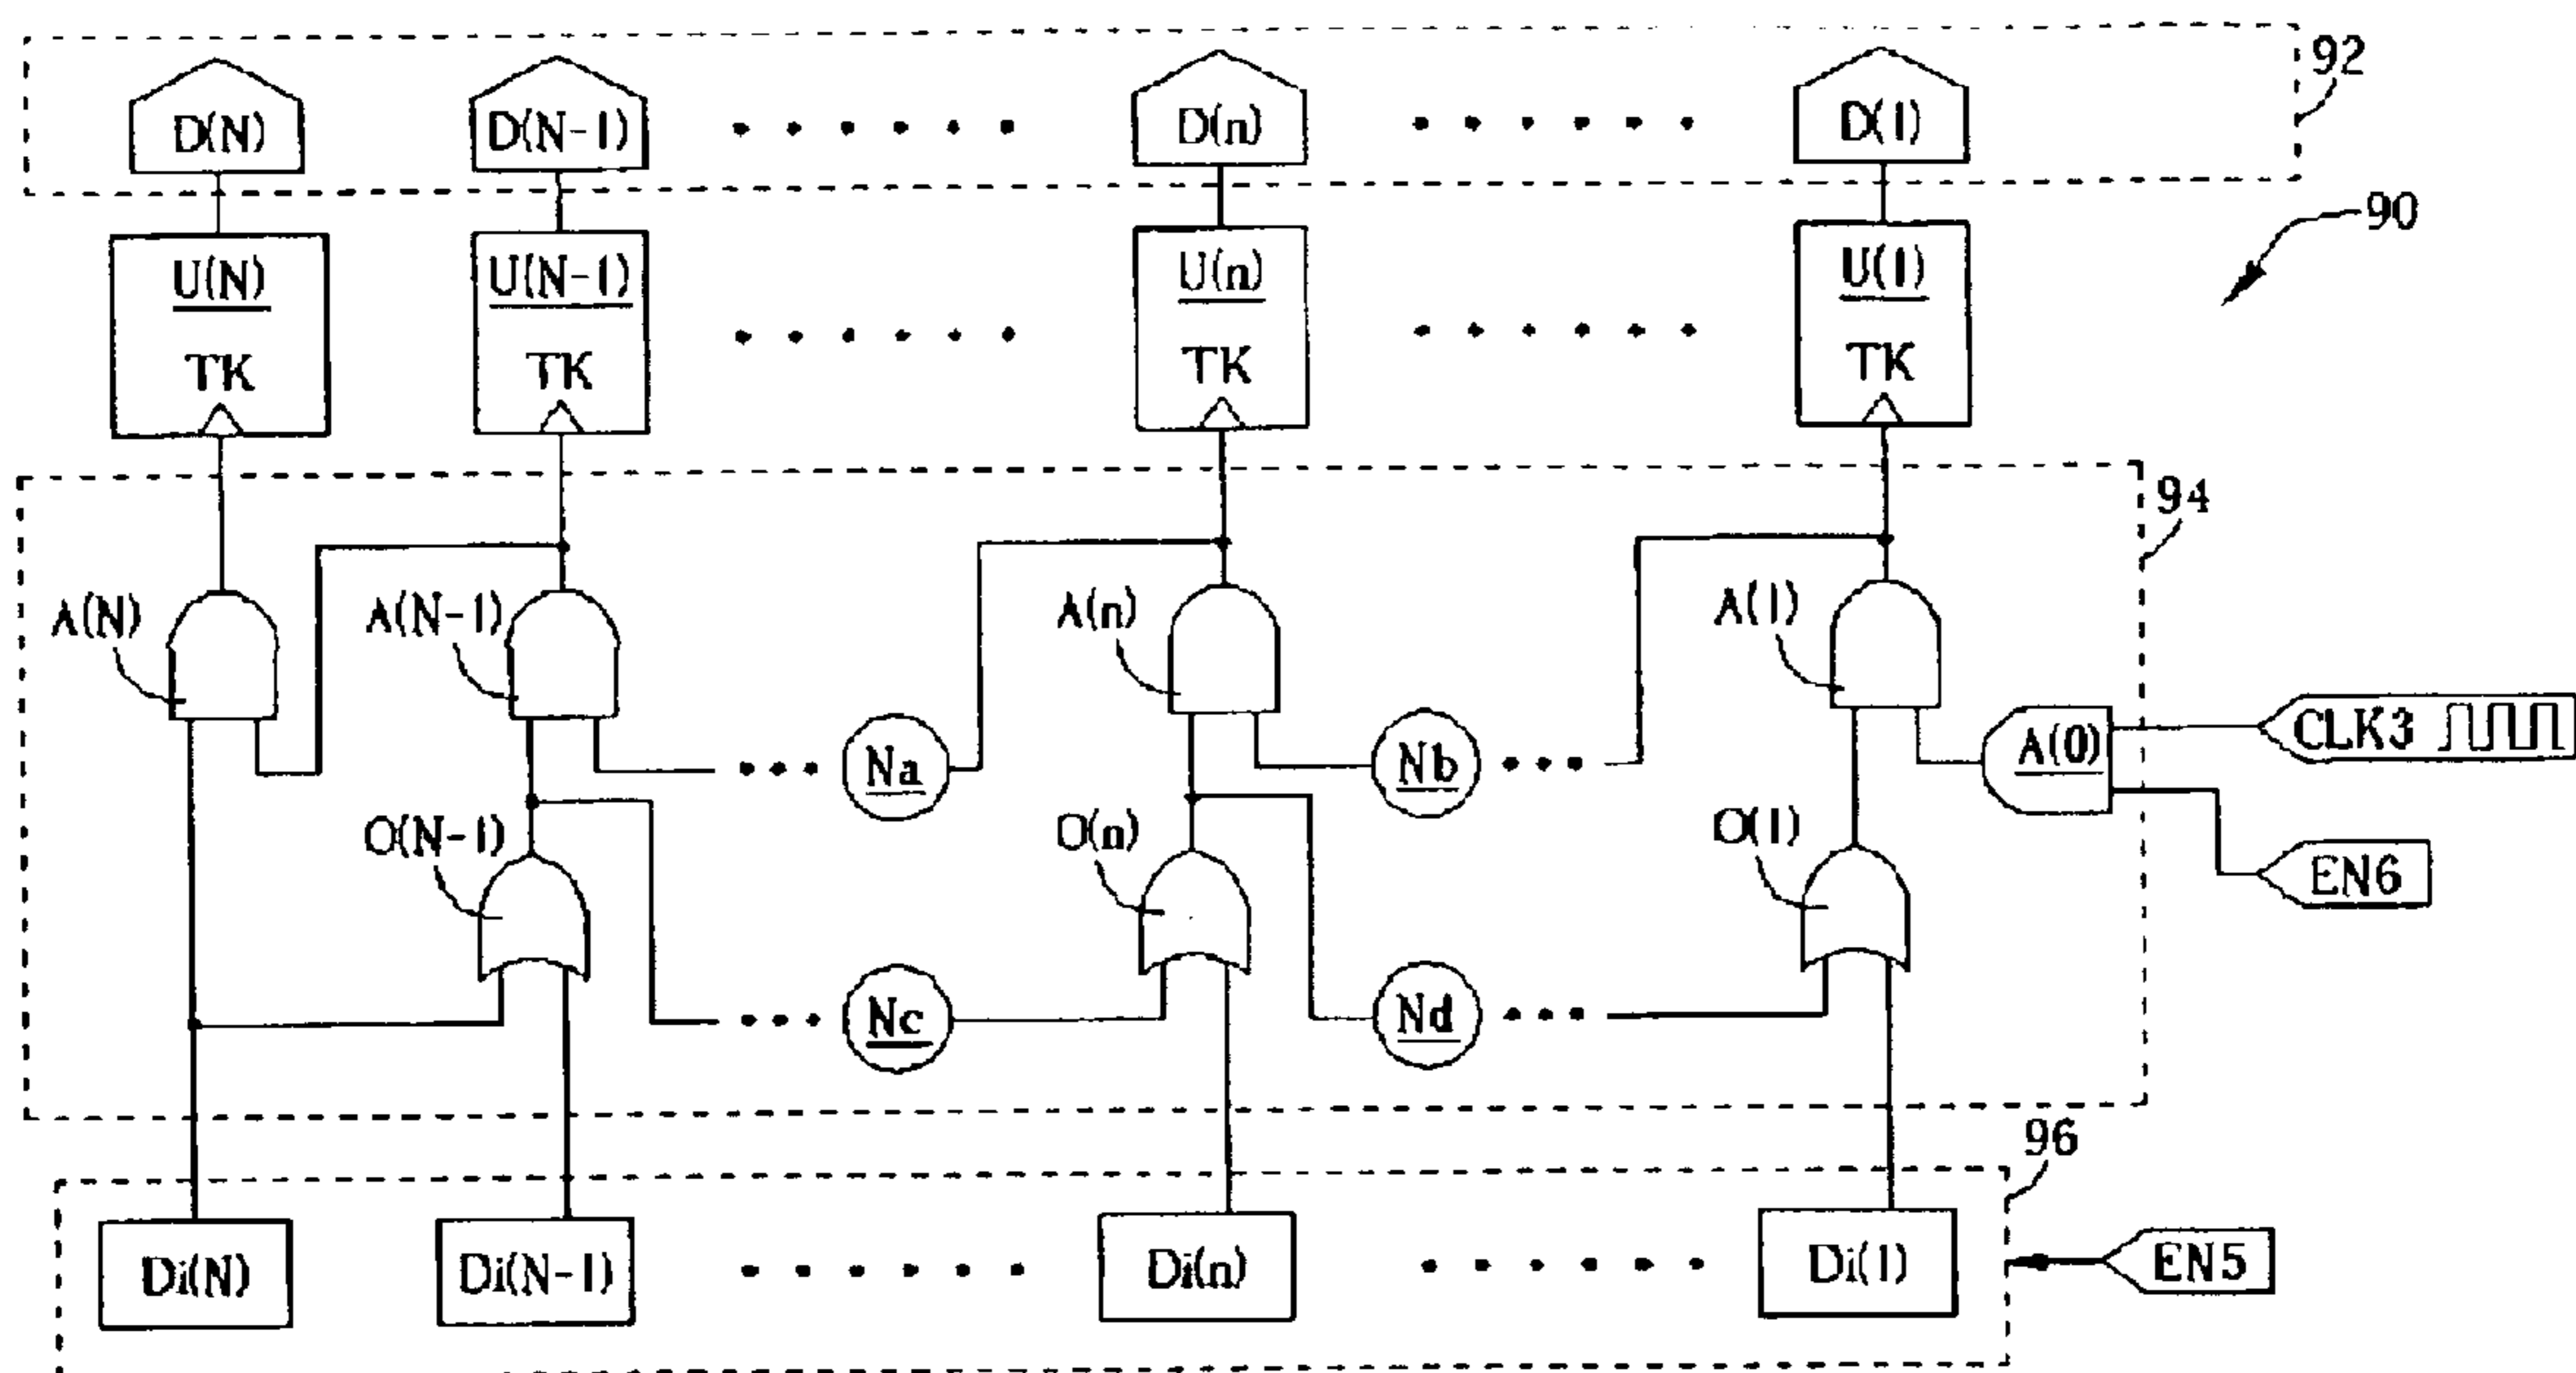 92
D(N) D(N-1) D(n) D(1)
90
U(N) U(N-1) U(n) U(1)
TK TK TK TK
94
A(N) A(N-1) A(n) A(1)
CLK3
A(0)
Na Nb
O(N-1) O(n) O(1)
EN6
Nc Nd
96
Di(N) Di(N-1) Di(n) Di(1)
EN5